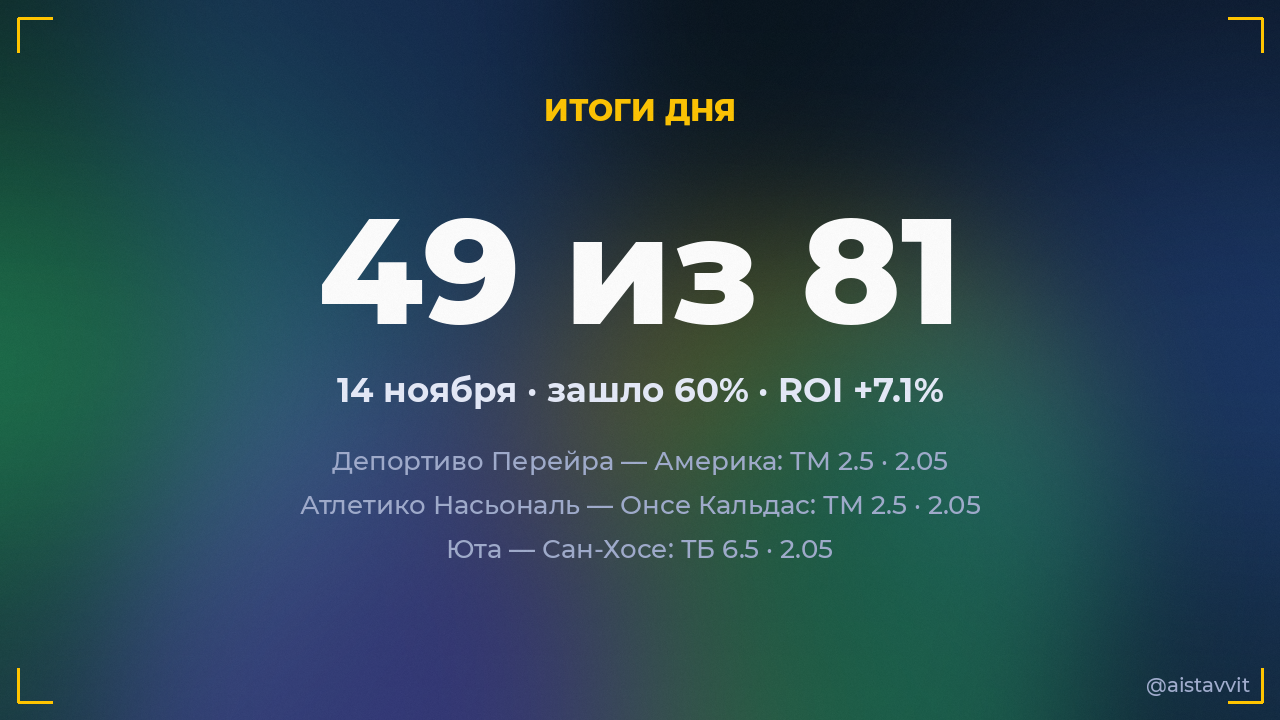 ИТОГИ ДНЯ
49 из 81
14 ноября · зашло 60% · ROI +7.1%
Депортиво Перейра — Америка: ТМ 2.5 · 2.05
Атлетико Насьональ — Онсе Кальдас: ТМ 2.5 · 2.05
Юта — Сан-Хосе: ТБ 6.5 · 2.05
@aistavvit